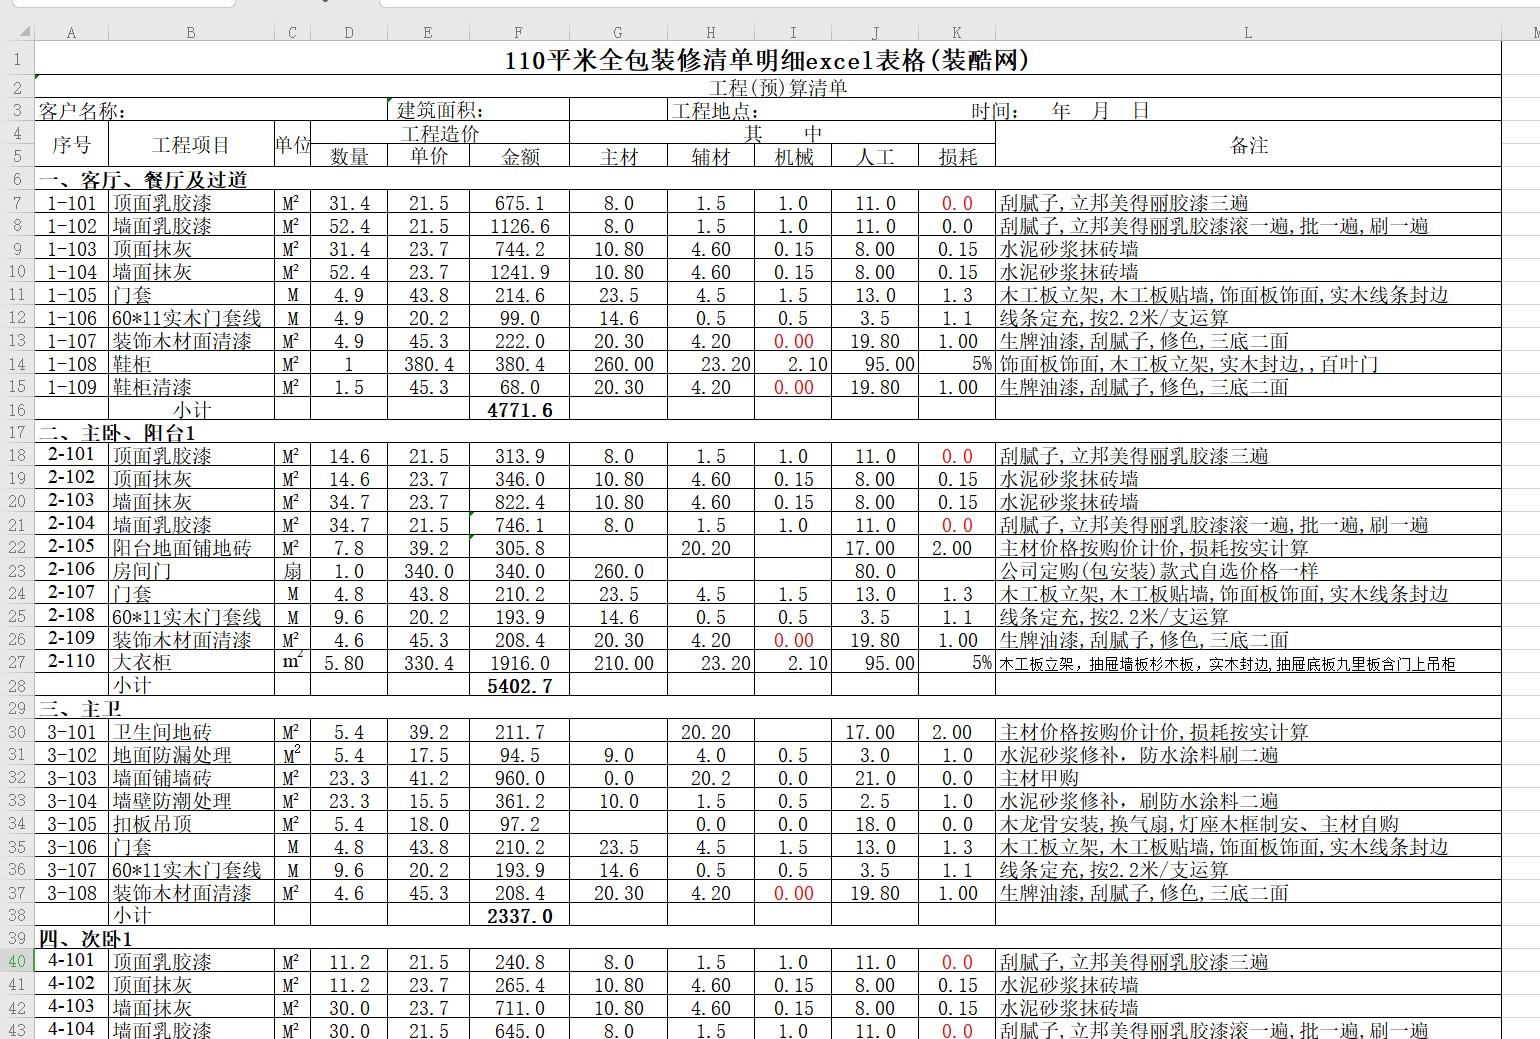 A B C D E F G H I J K L M
1 110平米全包装修清单明细excel表格(装酷网)
2 工程(预)算清单
3 客户名称: 建筑面积: 工程地点: 时间: 年 月 日
4 序号 工程项目 单位 工程造价 其 中 备注
5 数量 单价 金额 主材 辅材 机械 人工 损耗
6 一、客厅、餐厅及过道
7 1-101 顶面乳胶漆 M² 31.4 21.5 675.1 8.0 1.5 1.0 11.0 0.0 刮腻子,立邦美得丽胶漆三遍
8 1-102 墙面乳胶漆 M² 52.4 21.5 1126.6 8.0 1.5 1.0 11.0 0.0 刮腻子,立邦美得丽乳胶漆滚一遍,批一遍,刷一遍
9 1-103 顶面抹灰 M² 31.4 23.7 744.2 10.80 4.60 0.15 8.00 0.15 水泥砂浆抹砖墙
10 1-104 墙面抹灰 M² 52.4 23.7 1241.9 10.80 4.60 0.15 8.00 0.15 水泥砂浆抹砖墙
11 1-105 门套 M 4.9 43.8 214.6 23.5 4.5 1.5 13.0 1.3 木工板立架,木工板贴墙,饰面板饰面,实木线条封边
12 1-106 60*11实木门套线 M 4.9 20.2 99.0 14.6 0.5 0.5 3.5 1.1 线条定充,按2.2米/支运算
13 1-107 装饰木材面清漆 M² 4.9 45.3 222.0 20.30 4.20 0.00 19.80 1.00 生牌油漆,刮腻子,修色,三底二面
14 1-108 鞋柜 M² 1 380.4 380.4 260.00 23.20 2.10 95.00 5% 饰面板饰面,木工板立架,实木封边,,百叶门
15 1-109 鞋柜清漆 M² 1.5 45.3 68.0 20.30 4.20 0.00 19.80 1.00 生牌油漆,刮腻子,修色,三底二面
16 小计 4771.6
17 二、主卧、阳台1
18 2-101 顶面乳胶漆 M² 14.6 21.5 313.9 8.0 1.5 1.0 11.0 0.0 刮腻子,立邦美得丽乳胶漆三遍
19 2-102 顶面抹灰 M² 14.6 23.7 346.0 10.80 4.60 0.15 8.00 0.15 水泥砂浆抹砖墙
20 2-103 墙面抹灰 M² 34.7 23.7 822.4 10.80 4.60 0.15 8.00 0.15 水泥砂浆抹砖墙
21 2-104 墙面乳胶漆 M² 34.7 21.5 746.1 8.0 1.5 1.0 11.0 0.0 刮腻子,立邦美得丽乳胶漆滚一遍,批一遍,刷一遍
22 2-105 阳台地面铺地砖 M² 7.8 39.2 305.8 20.20 17.00 2.00 主材价格按购价计价,损耗按实计算
23 2-106 房间门 扇 1.0 340.0 340.0 260.0 80.0 公司定购(包安装)款式自选价格一样
24 2-107 门套 M 4.8 43.8 210.2 23.5 4.5 1.5 13.0 1.3 木工板立架,木工板贴墙,饰面板饰面,实木线条封边
25 2-108 60*11实木门套线 M 9.6 20.2 193.9 14.6 0.5 0.5 3.5 1.1 线条定充,按2.2米/支运算
26 2-109 装饰木材面清漆 M² 4.6 45.3 208.4 20.30 4.20 0.00 19.80 1.00 生牌油漆,刮腻子,修色,三底二面
27 2-110 大衣柜 m² 5.80 330.4 1916.0 210.00 23.20 2.10 95.00 5% 木工板立架，抽屉墙板杉木板，实木封边,抽屉底板九里板含门上吊柜
28 小计 5402.7
29 三、主卫
30 3-101 卫生间地砖 M² 5.4 39.2 211.7 20.20 17.00 2.00 主材价格按购价计价,损耗按实计算
31 3-102 地面防漏处理 M² 5.4 17.5 94.5 9.0 4.0 0.5 3.0 1.0 水泥砂浆修补，防水涂料刷二遍
32 3-103 墙面铺墙砖 M² 23.3 41.2 960.0 0.0 20.2 0.0 21.0 0.0 主材甲购
33 3-104 墙壁防潮处理 M² 23.3 15.5 361.2 10.0 1.5 0.5 2.5 1.0 水泥砂浆修补，刷防水涂料二遍
34 3-105 扣板吊顶 M² 5.4 18.0 97.2 0.0 0.0 18.0 0.0 木龙骨安装,换气扇,灯座木框制安、主材自购
35 3-106 门套 M 4.8 43.8 210.2 23.5 4.5 1.5 13.0 1.3 木工板立架,木工板贴墙,饰面板饰面,实木线条封边
36 3-107 60*11实木门套线 M 9.6 20.2 193.9 14.6 0.5 0.5 3.5 1.1 线条定充,按2.2米/支运算
37 3-108 装饰木材面清漆 M² 4.6 45.3 208.4 20.30 4.20 0.00 19.80 1.00 生牌油漆,刮腻子,修色,三底二面
38 小计 2337.0
39 四、次卧1
40 4-101 顶面乳胶漆 M² 11.2 21.5 240.8 8.0 1.5 1.0 11.0 0.0 刮腻子,立邦美得丽乳胶漆三遍
41 4-102 顶面抹灰 M² 11.2 23.7 265.4 10.80 4.60 0.15 8.00 0.15 水泥砂浆抹砖墙
42 4-103 墙面抹灰 M² 30.0 23.7 711.0 10.80 4.60 0.15 8.00 0.15 水泥砂浆抹砖墙
43 4-104 墙面乳胶漆 M² 30.0 21.5 645.0 8.0 1.5 1.0 11.0 0.0 刮腻子,立邦美得丽乳胶漆滚一遍,批一遍,刷一遍